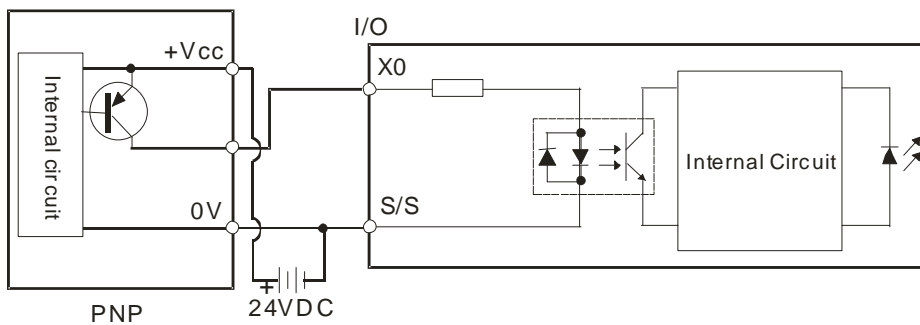 I/O
+Vcc
X0
Internal circuit
Internal Circuit
0V
S/S
+
24VDC
PNP